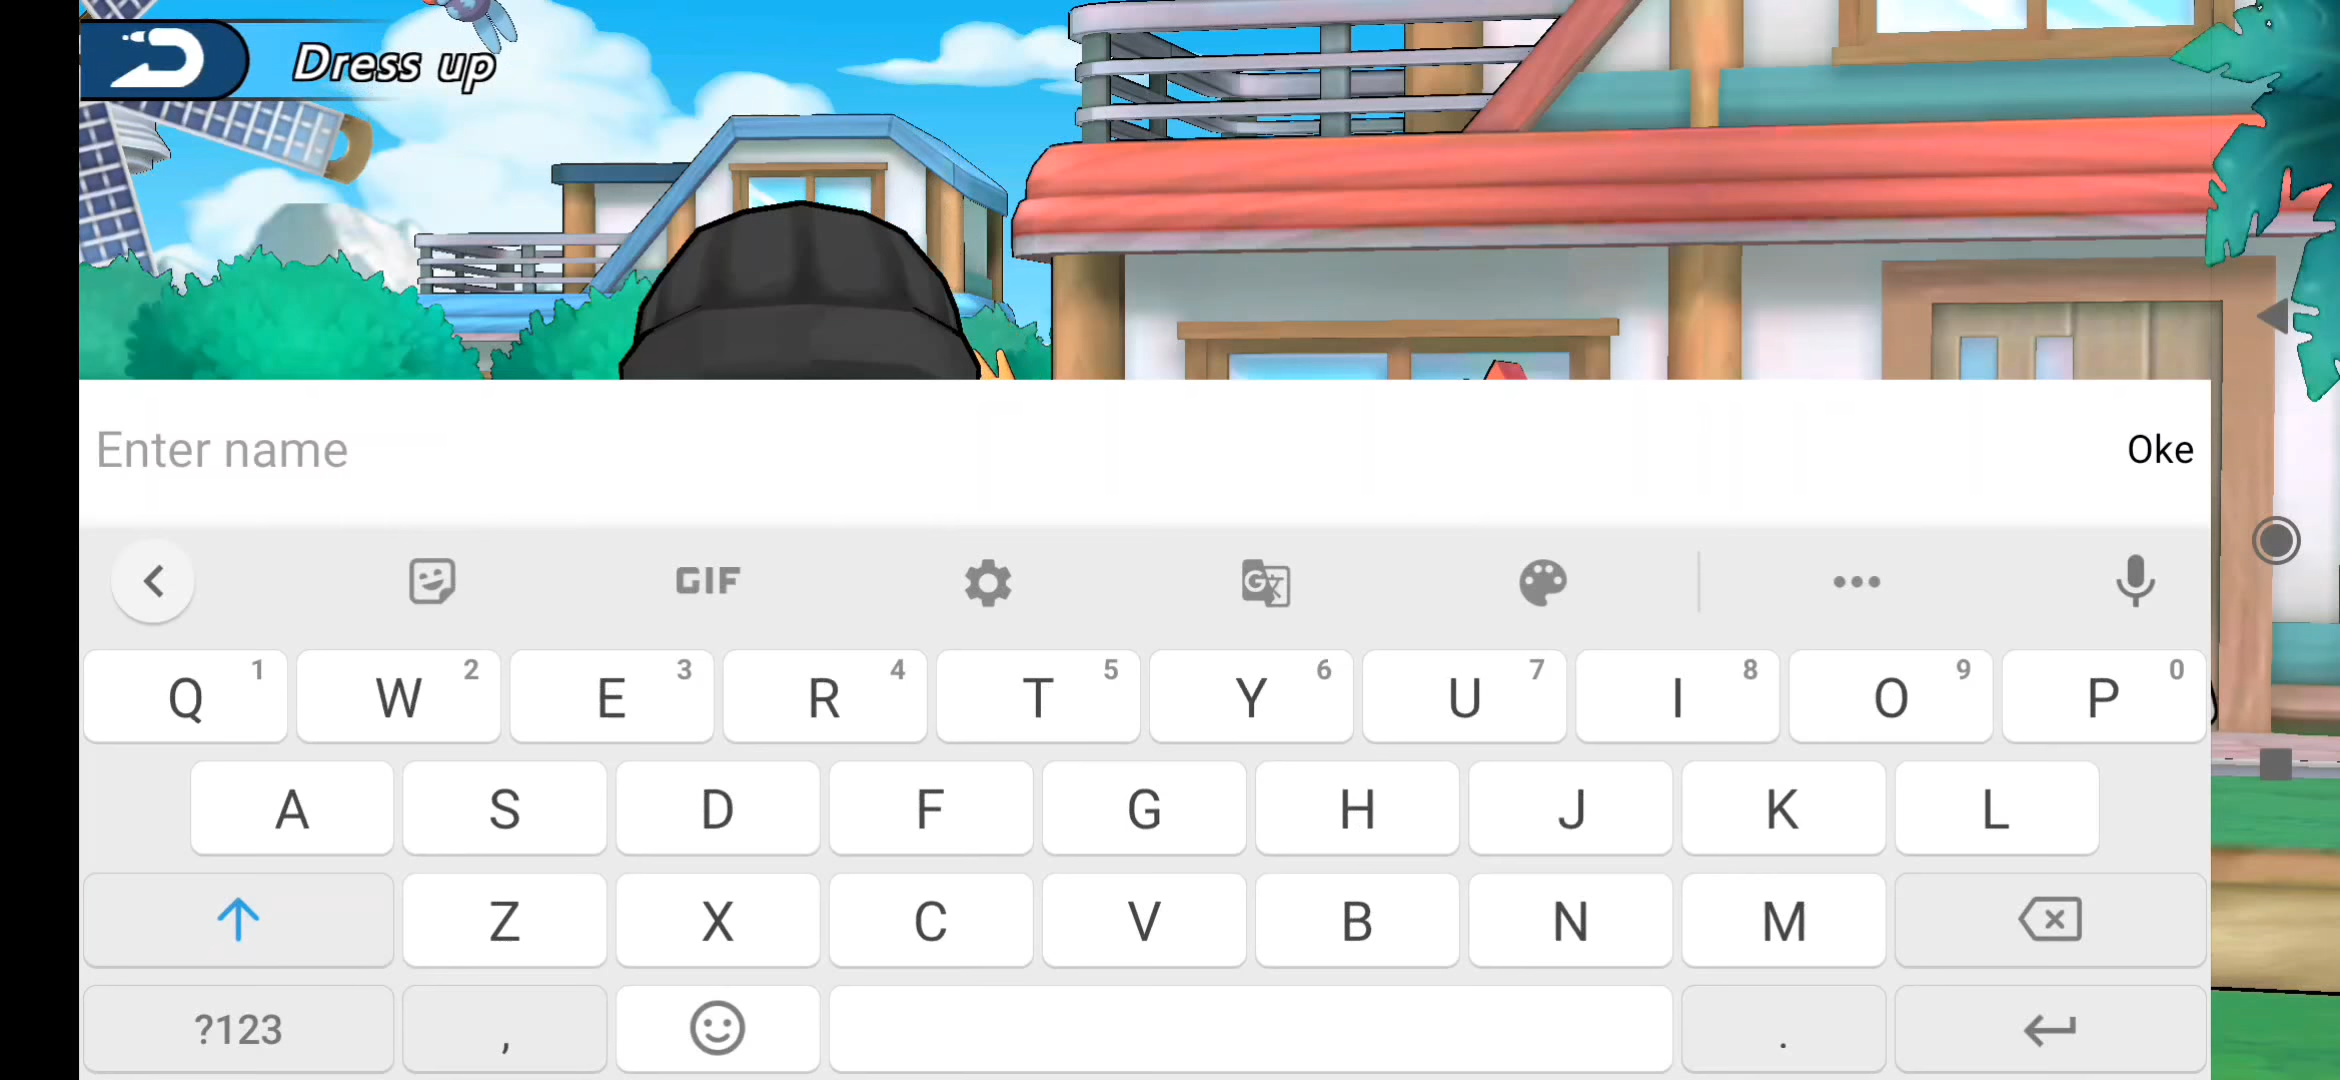 Dress up
Enter name
Oke
GIF
G
Q 1 W 2 E 3 R 4 T 5 Y 6 U 7 I 8 O 9 P 0
A S D F G H J K L
Z X C V B N M
?123 , .